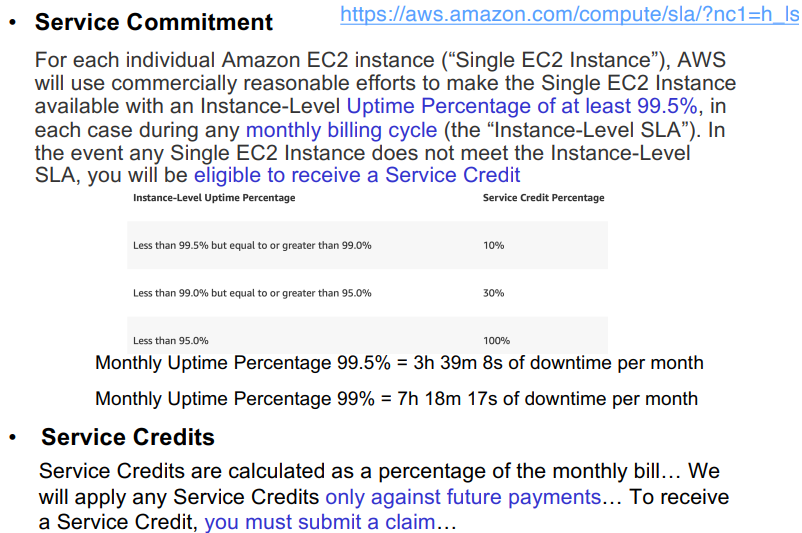 • Service Commitment https://aws.amazon.com/compute/sla/?nc1=h_ls
For each individual Amazon EC2 instance (“Single EC2 Instance”), AWS
will use commercially reasonable efforts to make the Single EC2 Instance
available with an Instance-Level Uptime Percentage of at least 99.5%, in
each case during any monthly billing cycle (the “Instance-Level SLA”). In
the event any Single EC2 Instance does not meet the Instance-Level
SLA, you will be eligible to receive a Service Credit
Instance-Level Uptime Percentage Service Credit Percentage
Less than 99.5% but equal to or greater than 99.0% 10%
Less than 99.0% but equal to or greater than 95.0% 30%
Less than 95.0% 100%
Monthly Uptime Percentage 99.5% = 3h 39m 8s of downtime per month
Monthly Uptime Percentage 99% = 7h 18m 17s of downtime per month
• Service Credits
Service Credits are calculated as a percentage of the monthly bill… We
will apply any Service Credits only against future payments… To receive
a Service Credit, you must submit a claim…